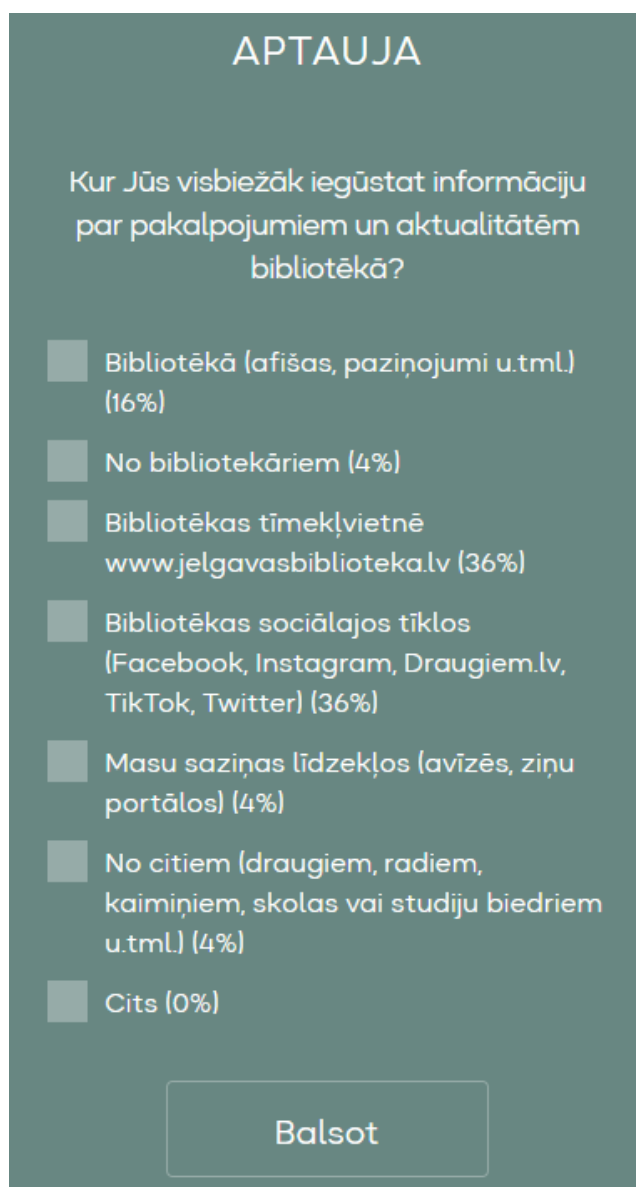 APTAUJA
Kur Jūs visbiežāk iegūstat informāciju
par pakalpojumiem un aktualitātēm
bibliotēkā?
Bibliotēkā (afišas, paziņojumi u.tml.)
(16%)
No bibliotekāriem (4%)
Bibliotēkas tīmekļvietnē
www.jelgavasbiblioteka.lv (36%)
Bibliotēkas sociālajos tīklos
(Facebook, Instagram, Draugiem.lv,
TikTok, Twitter) (36%)
Masu saziņas līdzekļos (avīzēs, ziņu
portālos) (4%)
No citiem (draugiem, radiem,
kaimiņiem, skolas vai studiju biedriem
u.tml.) (4%)
Cits (0%)
Balsot